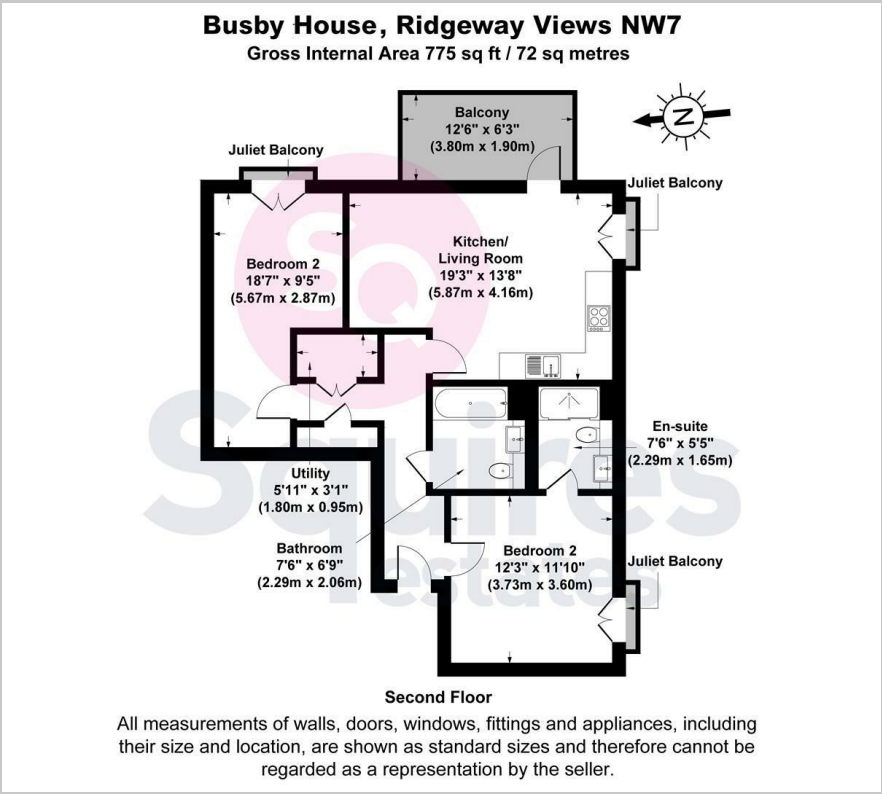 Busby House, Ridgeway Views NW7
Gross Internal Area 775 sq ft / 72 sq metres
Balcony
12'6" x 6'3"
(3.80m x 1.90m)
N
Juliet Balcony
Juliet Balcony
Bedroom 2
18'7" x 9'5"
(5.67m x 2.87m)
Kitchen/
Living Room
19'3" x 13'8"
(5.87m x 4.16m)
SQ
Squires
estates
En-suite
7'6" x 5'5"
(2.29m x 1.65m)
Utility
5'11" x 3'1"
(1.80m x 0.95m)
Bathroom
7'6" x 6'9"
(2.29m x 2.06m)
Bedroom 2
12'3" x 11'10"
(3.73m x 3.60m)
Juliet Balcony
Second Floor
All measurements of walls, doors, windows, fittings and appliances, including
their size and location, are shown as standard sizes and therefore cannot be
regarded as a representation by the seller.